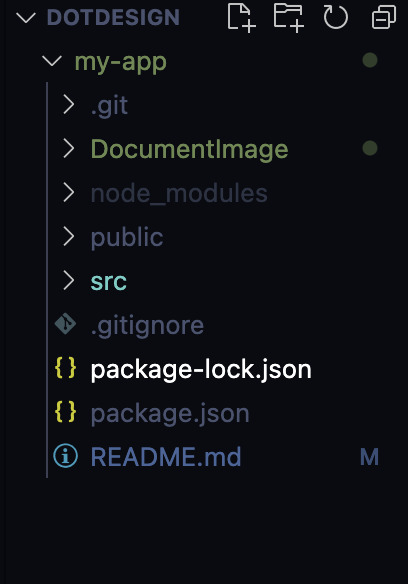 DOTDESIGN
my-app
.git
DocumentImage
node_modules
public
src
.gitignore
{} package-lock.json
{} package.json
README.md M